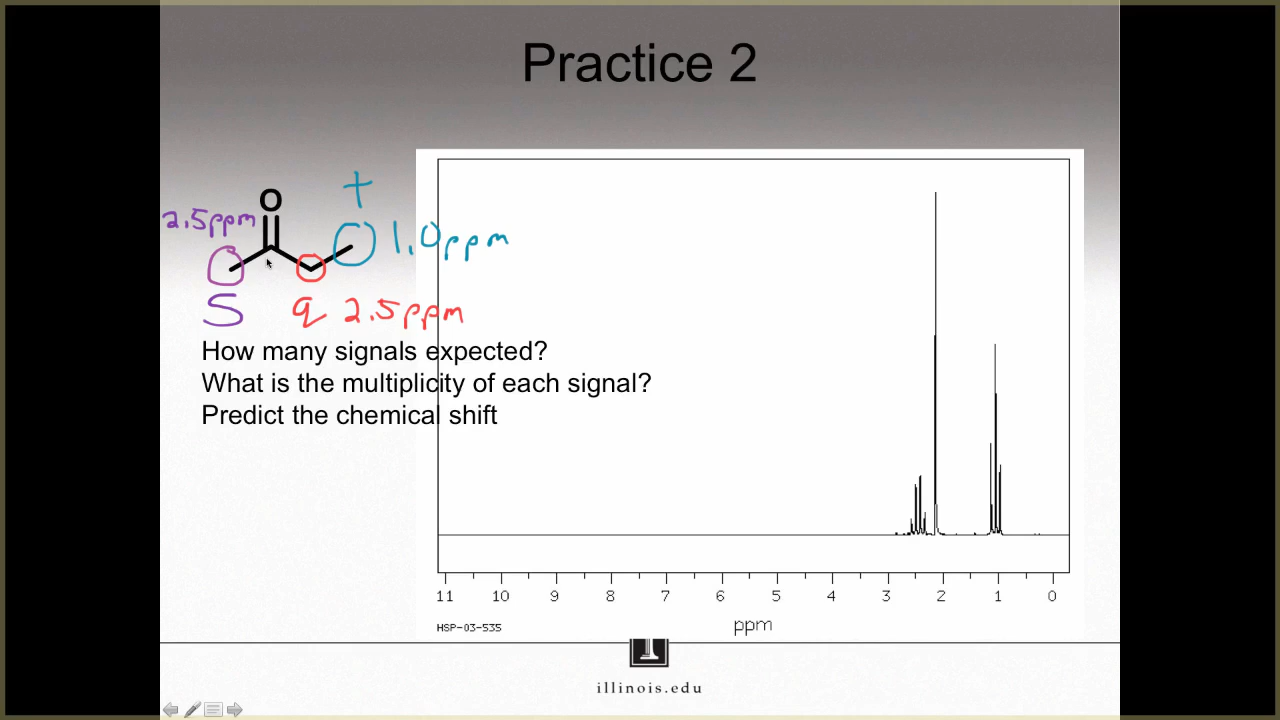 Practice 2
t
O
2.5ppm
1.0ppm
S
q 2.5ppm
How many signals expected?
What is the multiplicity of each signal?
Predict the chemical shift
11 10 9 8 7 6 5 4 3 2 1 0
HSP-03-535
ppm
I
illinois.edu